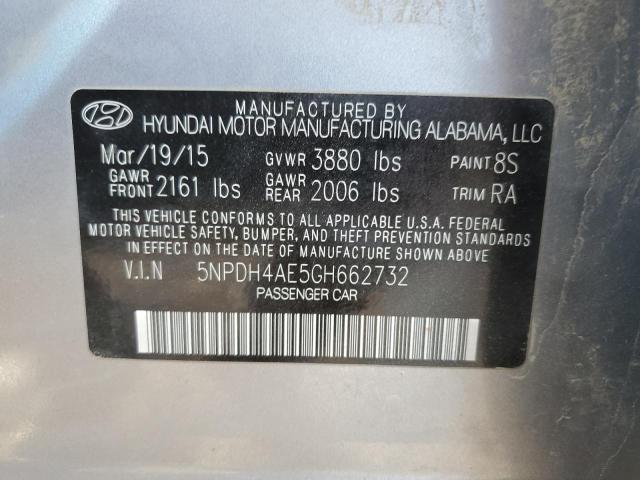 MANUFACTURED BY
HYUNDAI MOTOR MANUFACTURING ALABAMA, LLC
Mar/19/15 GVWR 3880 lbs PAINT 8S
GAWR FRONT 2161 lbs GAWR REAR 2006 lbs TRIM RA
THIS VEHICLE CONFORMS TO ALL APPLICABLE U.S.A. FEDERAL
MOTOR VEHICLE SAFETY, BUMPER, AND THEFT PREVENTION STANDARDS
IN EFFECT ON THE DATE OF MANUFACTURE SHOWN ABOVE
V.I.N 5NPDH4AE5GH662732
PASSENGER CAR